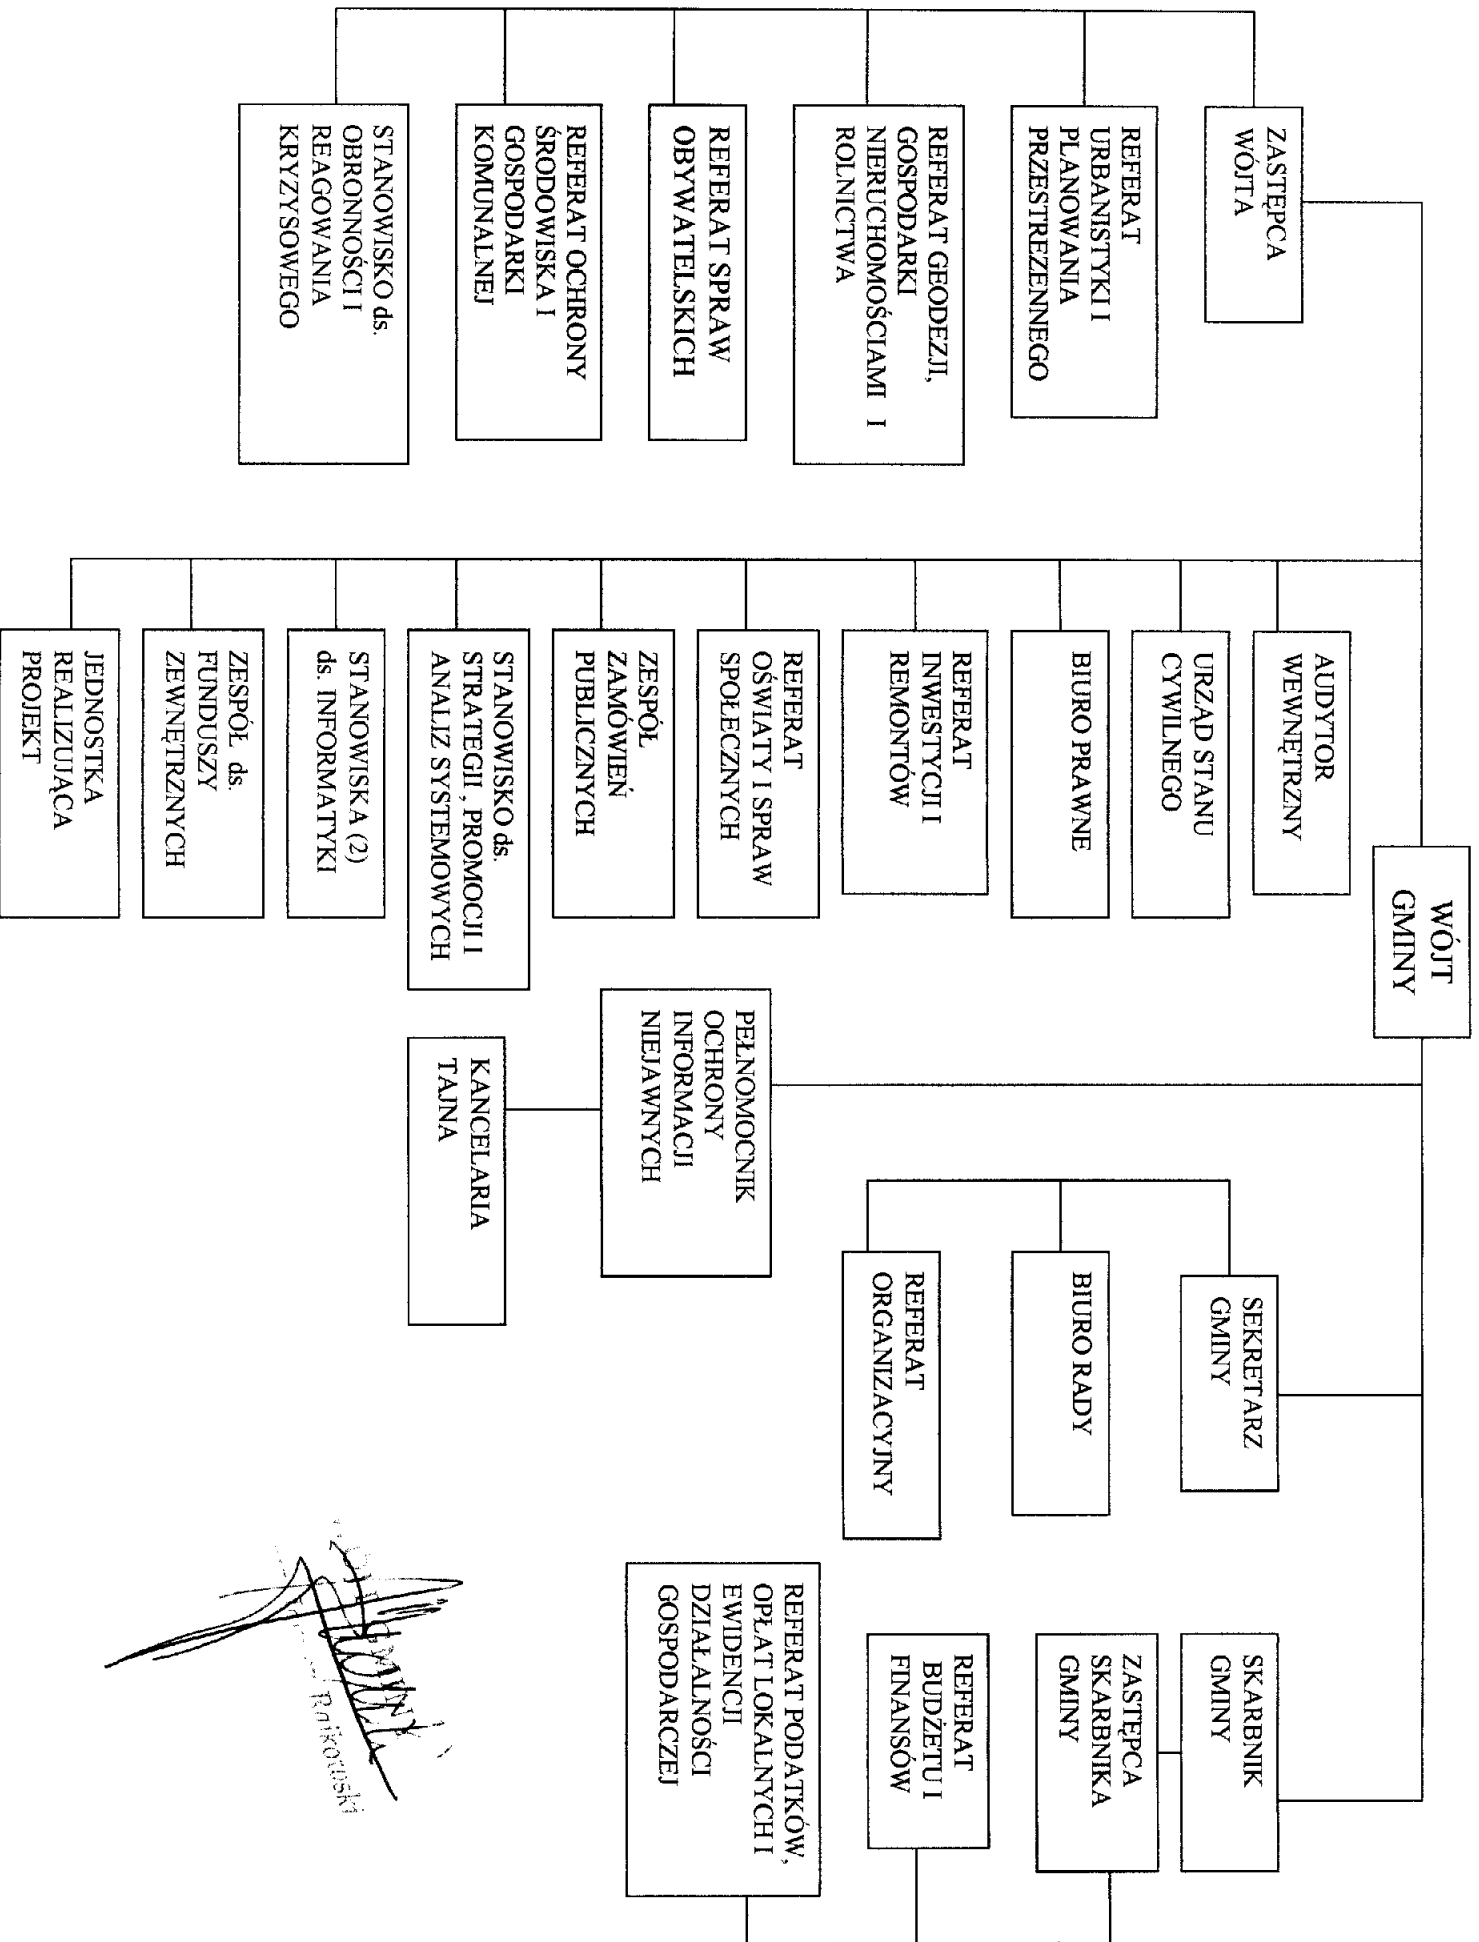 WÓJT
GMINY
ZASTĘPCA
WÓJTA
REFERAT
URBANISTYKI I
PLANOWANIA
PRZESTREZENNEGO
REFERAT GEODEZJI,
GOSPODARKI
NIERUCHOMOŚCIAMI I
ROLNICTWA
REFERAT SPRAW
OBYWATELSKICH
REFERAT OCHRONY
ŚRODOWISKA I
GOSPODARKI
KOMUNALNEJ
STANOWISKO ds.
OBRONNOŚCI I
REAGOWANIA
KRYZYSOWEGO
AUDYTOR
WEWNĘTRZNY
URZĄD STANU
CYWILNEGO
BIURO PRAWNE
REFERAT
INWESTYCJI I
REMONTÓW
REFERAT
OŚWIATY I SPRAW
SPOŁECZNYCH
ZESPÓŁ
ZAMÓWIEŃ
PUBLICZNYCH
STANOWISKO ds.
STRATEGII , PROMOCJI I
ANALIZ SYSTEMOWYCH
STANOWISKA (2)
ds. INFORMATYKI
ZESPÓŁ ds.
FUNDUSZY
ZEWNĘTRZNYCH
JEDNOSTKA
REALIZUJĄCA
PROJEKT
PEŁNOMOCNIK
OCHRONY
INFORMACJI
NIEJAWNYCH
KANCELARIA
TAJNA
SEKRETARZ
GMINY
BIURO RADY
REFERAT
ORGANIZACYJNY
SKARBNIK
GMINY
ZASTĘPCA
SKARBNIKA
GMINY
REFERAT
BUDŻETU I
FINANSÓW
REFERAT PODATKÓW,
OPŁAT LOKALNYCH I
EWIDENCJI
DZIAŁALNOŚCI
GOSPODARCZEJ
GMINY
Rajkowski